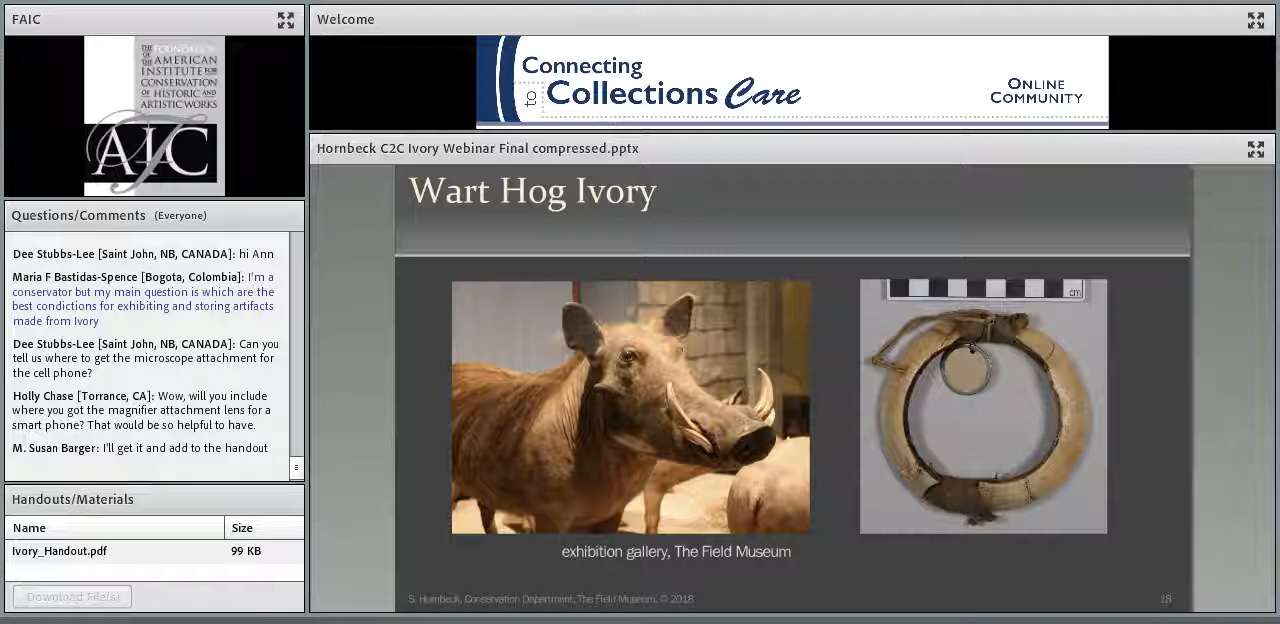 FAIC
THE FOUNDATION
OF THE AMERICAN
INSTITUTE FOR
CONSERVATION
OF HISTORIC AND
ARTISTIC WORKS
AIC
Questions/Comments (Everyone)
Dee Stubbs-Lee [Saint John, NB, CANADA]: hi Ann
Maria F Bastidas-Spence [Bogota, Colombia]: I'm a
conservator but my main question is which are the
best condictions for exhibiting and storing artifacts
made from Ivory
Dee Stubbs-Lee [Saint John, NB, CANADA]: Can you
tell us where to get the microscope attachment for
the cell phone?
Holly Chase [Torrance, CA]: Wow, will you include
where you got the magnifier attachment lens for a
smart phone? That would be so helpful to have.
M. Susan Barger: I'll get it and add to the handout
Handouts/Materials
Name Size
Ivory_Handout.pdf 99 KB
Download File(s)
Welcome
Connecting
to Collections Care
ONLINE
COMMUNITY
Hornbeck C2C Ivory Webinar Final compressed.pptx
Wart Hog Ivory
cm
exhibition gallery, The Field Museum
S. Hornbeck, Conservation Department, The Field Museum, © 2018
18